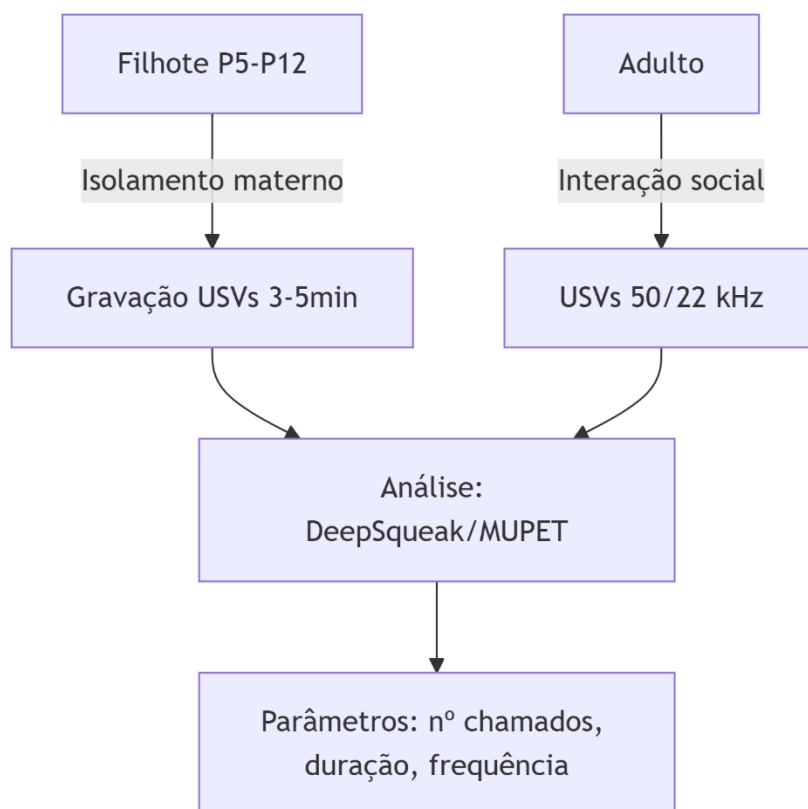 Filhote P5-P12
Adulto
Isolamento materno
Interação social
Gravação USVs 3-5min
USVs 50/22 kHz
Análise:
DeepSqueak/MUPET
Parâmetros: nº chamados,
duração, frequência